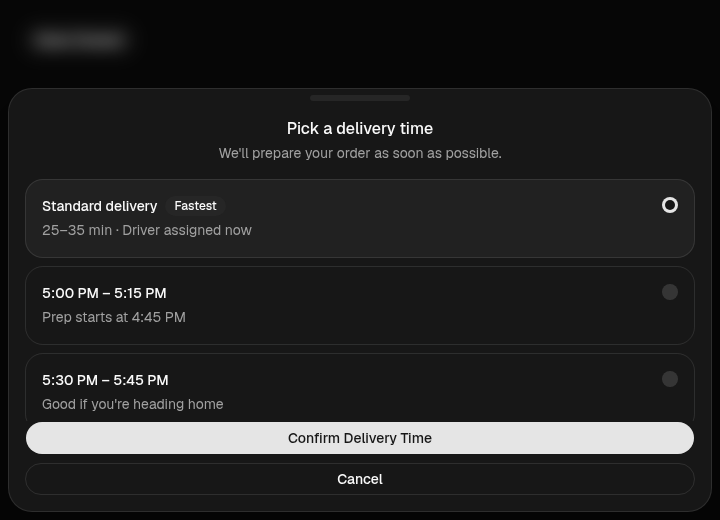 Pick a delivery time
We'll prepare your order as soon as possible.
Standard delivery Fastest
25–35 min · Driver assigned now
5:00 PM – 5:15 PM
Prep starts at 4:45 PM
5:30 PM – 5:45 PM
Good if you're heading home
Confirm Delivery Time
Cancel